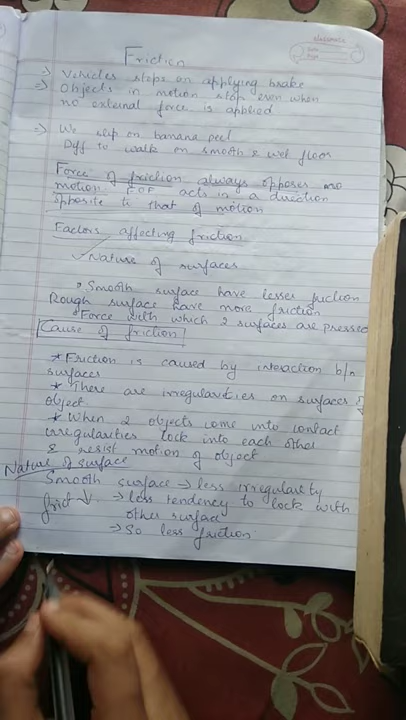 classmate
Date
Page
Friction
⇒ Vehicles stops on applying brake
⇒ Objects in motion stop even when
no external force is applied
⇒ We slip on banana peel
Diff to walk on smooth & wet floor
Force of friction always opposes mo
motion. FOF acts in a direction
opposite to that of motion
Factors affecting friction
✓ Nature of surfaces
* Smooth surface have lesser friction
Rough surface have more friction
* Force with which 2 surfaces are pressed
Cause of friction
* Friction is caused by interaction b/n
surfaces
* There are irregularities on surfaces of
object.
* When 2 objects come into contact
irregularities lock into each other
& resist motion of object
Nature of surface
Smooth surface → less irregularity
frict ↓ → less tendency to lock with
other surface
→ So less friction